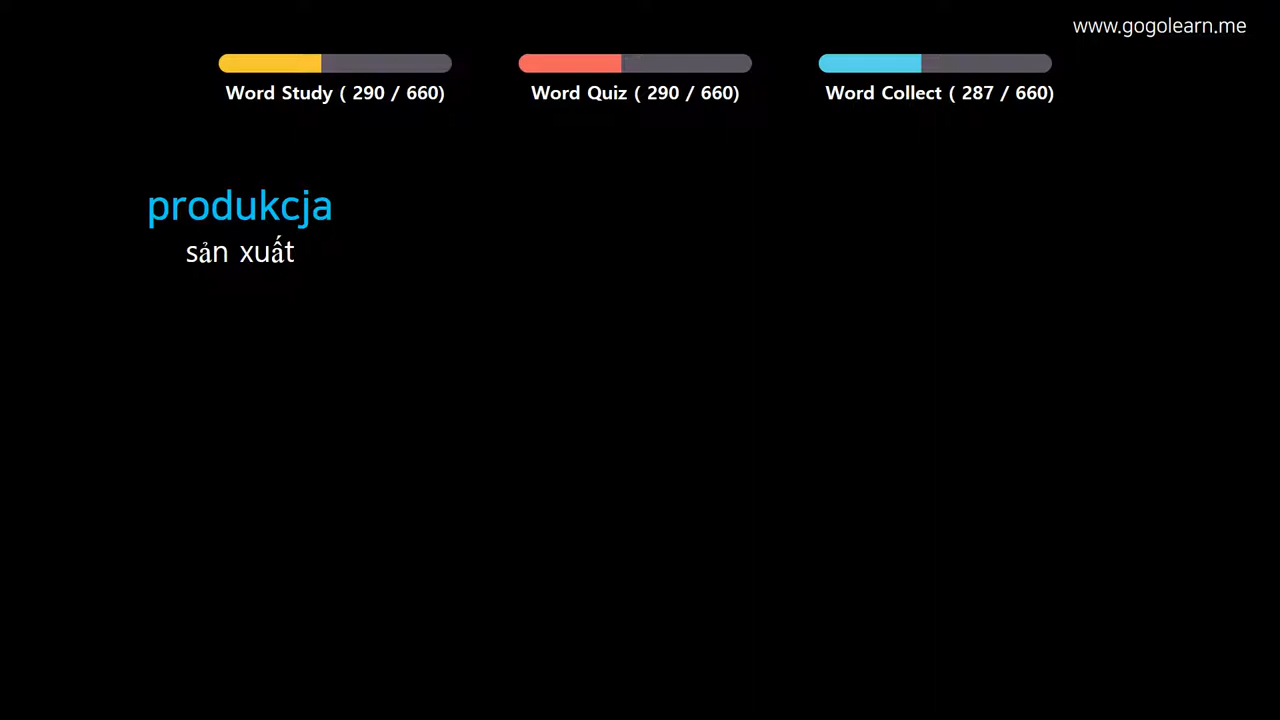 www.gogolearn.me
Word Study ( 290 / 660)
Word Quiz ( 290 / 660)
Word Collect ( 287 / 660)
produkcja
sản xuất